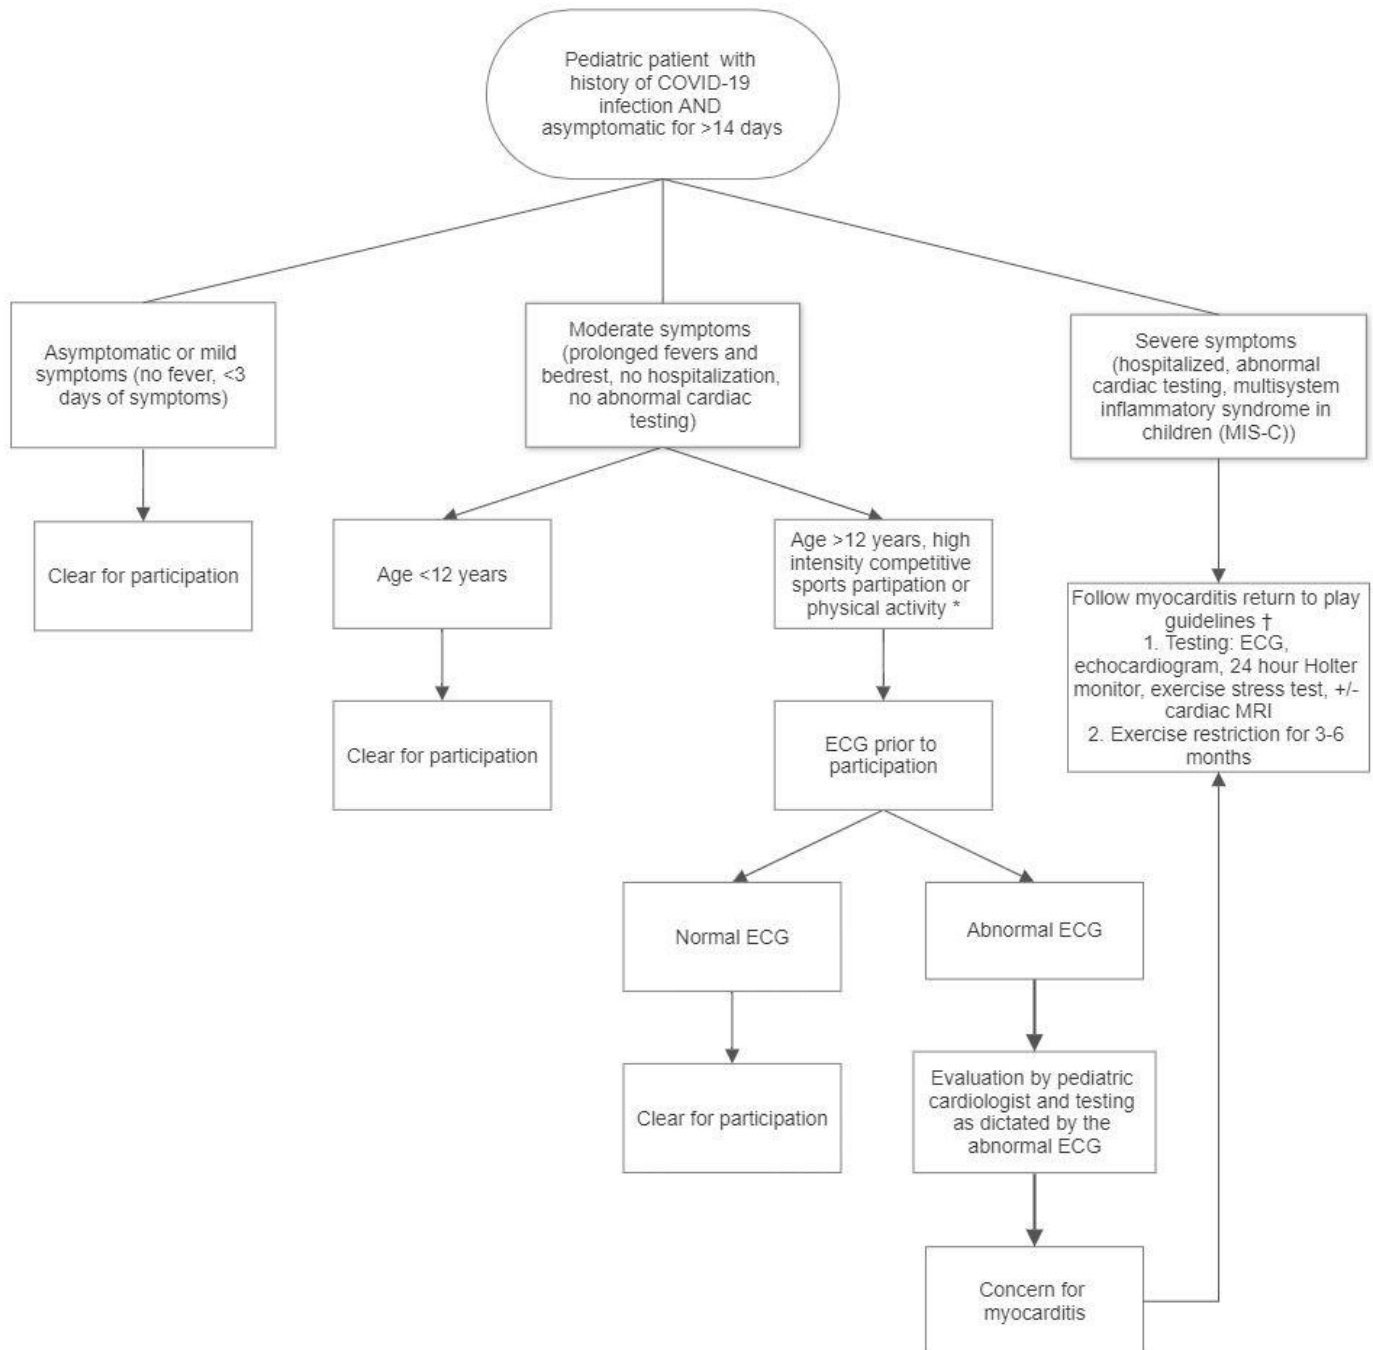 Pediatric patient with
history of COVID-19
infection AND
asymptomatic for >14 days
Asymptomatic or mild
symptoms (no fever, <3
days of symptoms)
Moderate symptoms
(prolonged fevers and
bedrest, no hospitalization,
no abnormal cardiac
testing)
Severe symptoms
(hospitalized, abnormal
cardiac testing, multisystem
inflammatory syndrome in
children (MIS-C))
Clear for participation
Age <12 years
Age >12 years, high
intensity competitive
sports partipation or
physical activity *
Follow myocarditis return to play
guidelines †
1. Testing: ECG,
echocardiogram, 24 hour Holter
monitor, exercise stress test, +/-
cardiac MRI
2. Exercise restriction for 3-6
months
Clear for participation
ECG prior to
participation
Normal ECG
Abnormal ECG
Clear for participation
Evaluation by pediatric
cardiologist and testing
as dictated by the
abnormal ECG
Concern for
myocarditis